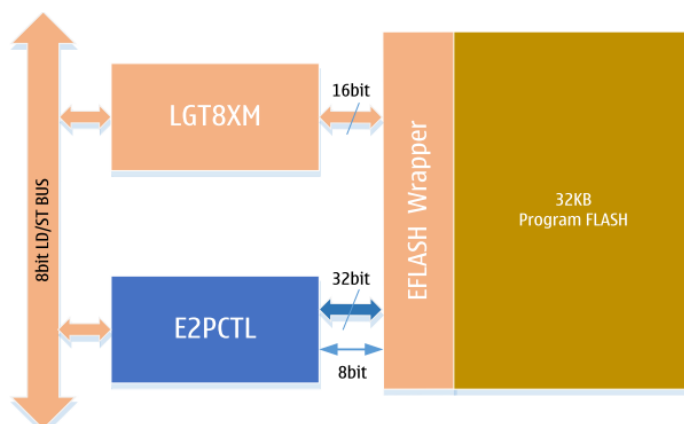 8bit LD/ST BUS
LGT8XM
16bit
EFLASH Wrapper
32KB
Program FLASH
E2PCTL
32bit
8bit